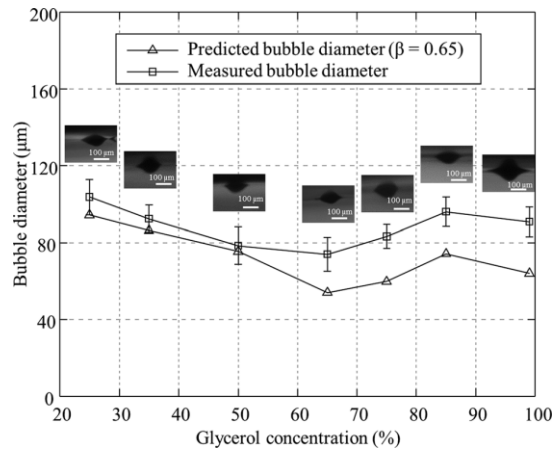 200
160
120
80
40
0
Bubble diameter (µm)
Predicted bubble diameter (β = 0.65)
Measured bubble diameter
100 µm
100 µm
100 µm
100 µm
100 µm
100 µm
100 µm
20 30 40 50 60 70 80 90 100
Glycerol concentration (%)